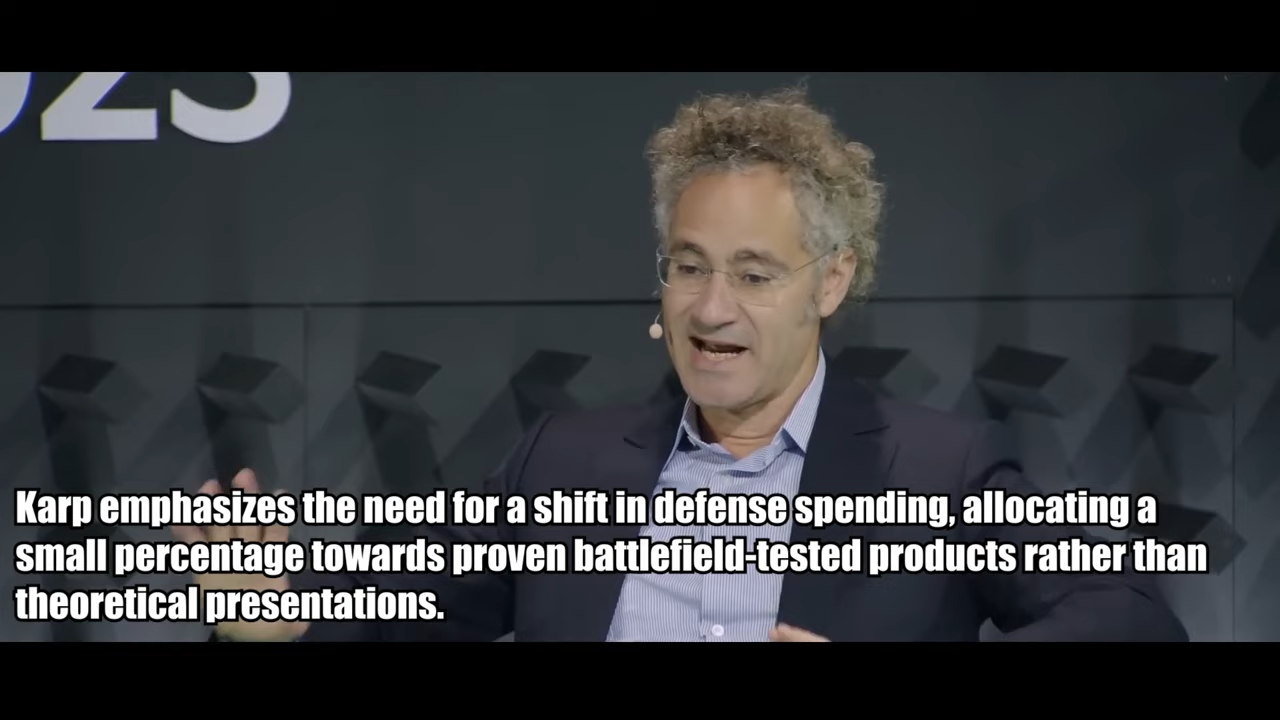 023
Karp emphasizes the need for a shift in defense spending, allocating a
small percentage towards proven battlefield-tested products rather than
theoretical presentations.